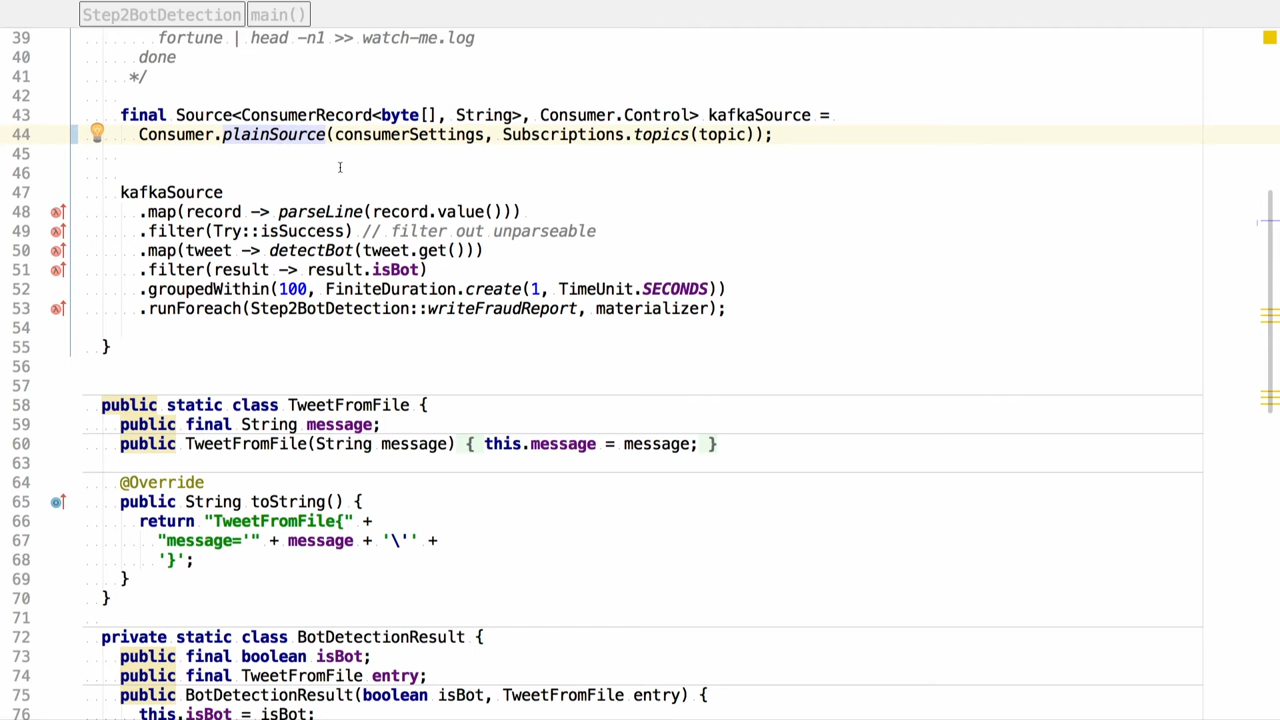 Step2BotDetection main()
39 fortune | head -n1 >> watch-me.log
40 done
41 */
42
43 final Source<ConsumerRecord<byte[], String>, Consumer.Control> kafkaSource =
44 Consumer.plainSource(consumerSettings, Subscriptions.topics(topic));
45
46
47 kafkaSource
48 .map(record -> parseLine(record.value()))
49 .filter(Try::isSuccess) // filter out unparseable
50 .map(tweet -> detectBot(tweet.get()))
51 .filter(result -> result.isBot)
52 .groupedWithin(100, FiniteDuration.create(1, TimeUnit.SECONDS))
53 .runForeach(Step2BotDetection::writeFraudReport, materializer);
54
55 }
56
57
58 public static class TweetFromFile {
59 public final String message;
60 public TweetFromFile(String message) { this.message = message; }
63
64 @Override
65 public String toString() {
66 return "TweetFromFile{" +
67 "message='" + message + '\'' +
68 '}';
69 }
70 }
71
72 private static class BotDetectionResult {
73 public final boolean isBot;
74 public final TweetFromFile entry;
75 public BotDetectionResult(boolean isBot, TweetFromFile entry) {
76 this.isBot = isBot;